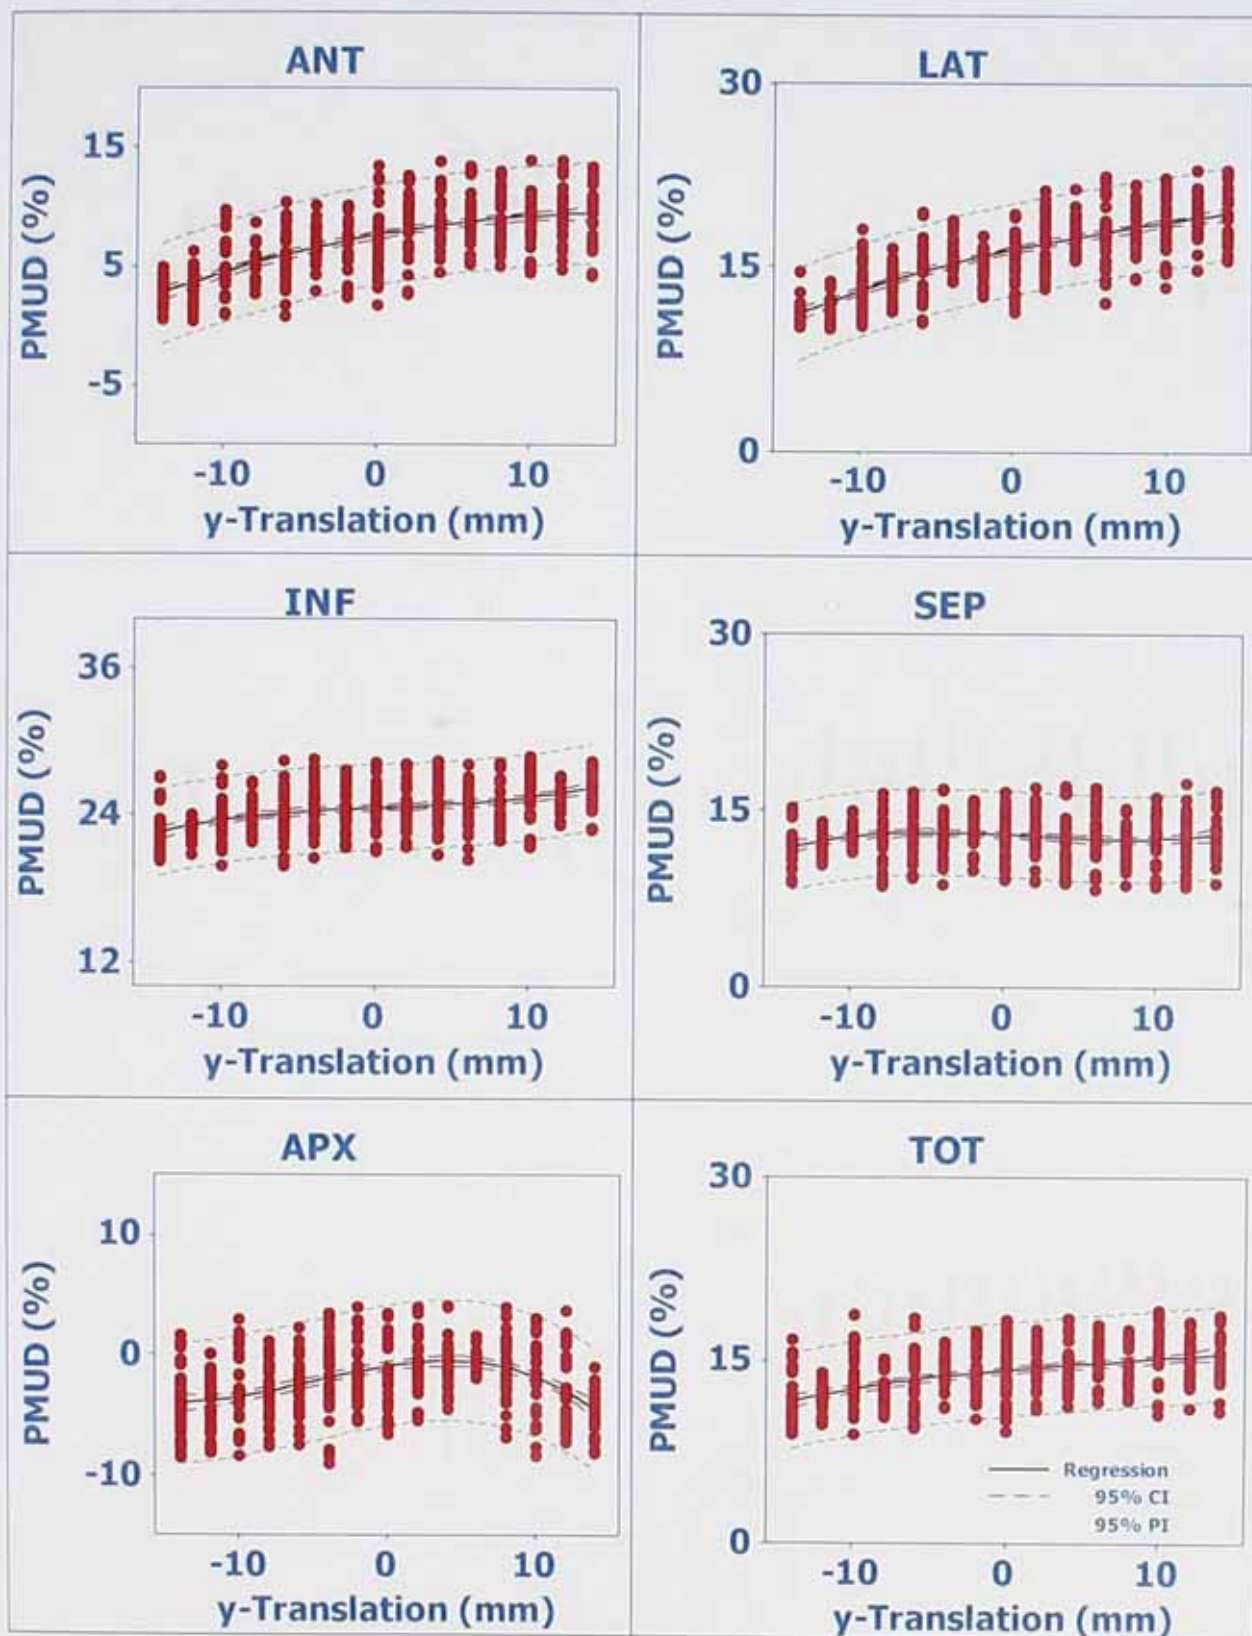 ANT
15
5
-5
PMUD (%)
-10 0 10
y-Translation (mm)
LAT
30
15
0
PMUD (%)
-10 0 10
y-Translation (mm)
INF
36
24
12
PMUD (%)
-10 0 10
y-Translation (mm)
SEP
30
15
0
PMUD (%)
-10 0 10
y-Translation (mm)
APX
10
0
-10
PMUD (%)
-10 0 10
y-Translation (mm)
TOT
30
15
0
PMUD (%)
Regression
95% CI
95% PI
-10 0 10
y-Translation (mm)